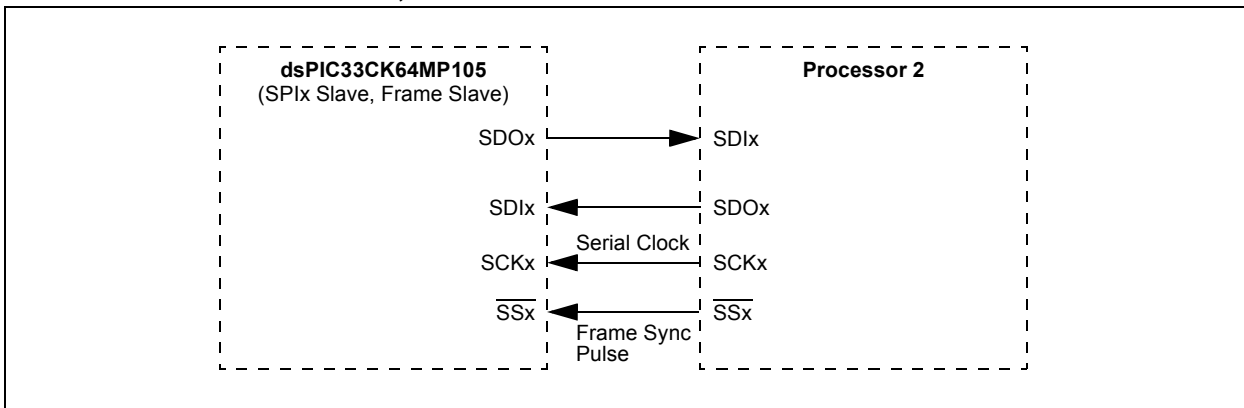 dsPIC33CK64MP105
(SPIx Slave, Frame Slave)
Processor 2
SDOx
SDIx
SDIx
SDOx
Serial Clock
SCKx
SCKx
SSx
SSx
Frame Sync
Pulse